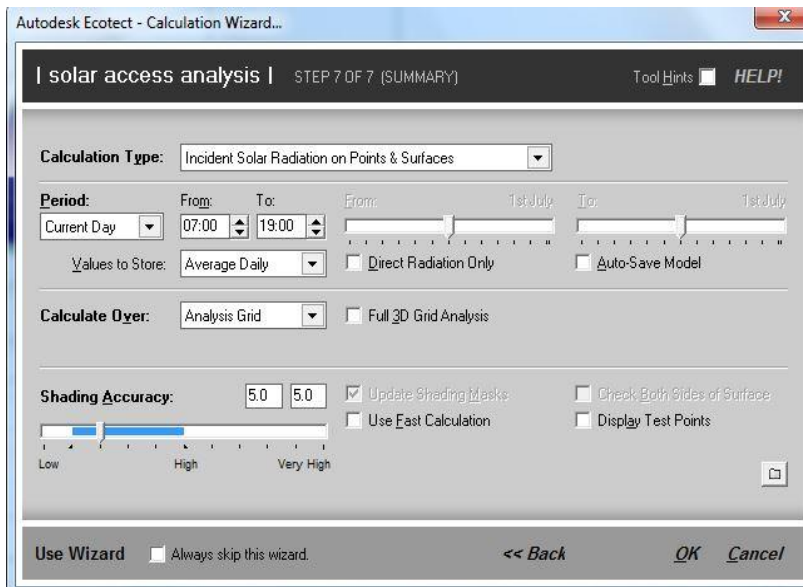 Autodesk Ecotect - Calculation Wizard...
| solar access analysis | STEP 7 OF 7 (SUMMARY) Tool Hints HELP!
Calculation Type: Incident Solar Radiation on Points & Surfaces
Period: From: To: From: 1st July To: 1st July
Current Day 07:00 19:00
Values to Store: Average Daily Direct Radiation Only Auto-Save Model
Calculate Over: Analysis Grid Full 3D Grid Analysis
Shading Accuracy: 5.0 5.0 Update Shading Masks Check Both Sides of Surface
Use Fast Calculation Display Test Points
Low High Very High
Use Wizard Always skip this wizard. << Back OK Cancel